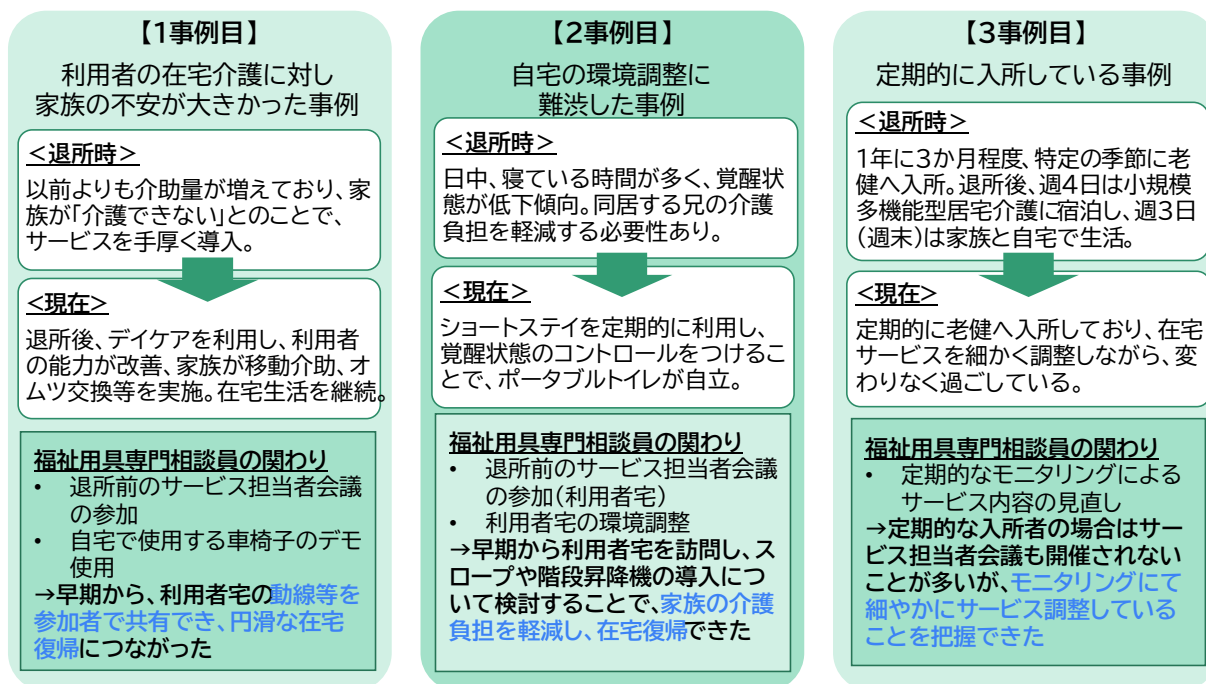 【1事例目】
利用者の在宅介護に対し
家族の不安が大きかった事例
<退所時>
以前よりも介助量が増えており、家
族が「介護できない」とのことで、
サービスを手厚く導入。
<現在>
退所後、デイケアを利用し、利用者
の能力が改善、家族が移動介助、オ
ムツ交換等を実施。在宅生活を継続。
福祉用具専門相談員の関わり
• 退所前のサービス担当者会議
の参加
• 自宅で使用する車椅子のデモ
使用
→早期から、利用者宅の動線等を
参加者で共有でき、円滑な在宅
復帰につながった
【2事例目】
自宅の環境調整に
難渋した事例
<退所時>
日中、寝ている時間が多く、覚醒状
態が低下傾向。同居する兄の介護
負担を軽減する必要性あり。
<現在>
ショートステイを定期的に利用し、
覚醒状態のコントロールをつけるこ
とで、ポータブルトイレが自立。
福祉用具専門相談員の関わり
• 退所前のサービス担当者会議
の参加(利用者宅)
• 利用者宅の環境調整
→早期から利用者宅を訪問し、ス
ロープや階段昇降機の導入につ
いて検討することで、家族の介護
負担を軽減し、在宅復帰できた
【3事例目】
定期的に入所している事例
<退所時>
1年に3か月程度、特定の季節に老
健へ入所。退所後、週4日は小規模
多機能型居宅介護に宿泊し、週3日
(週末)は家族と自宅で生活。
<現在>
定期的に老健へ入所しており、在宅
サービスを細かく調整しながら、変
わりなく過ごしている。
福祉用具専門相談員の関わり
• 定期的なモニタリングによる
サービス内容の見直し
→定期的な入所者の場合はサー
ビス担当者会議も開催されない
ことが多いが、モニタリングにて
細やかにサービス調整している
ことを把握できた